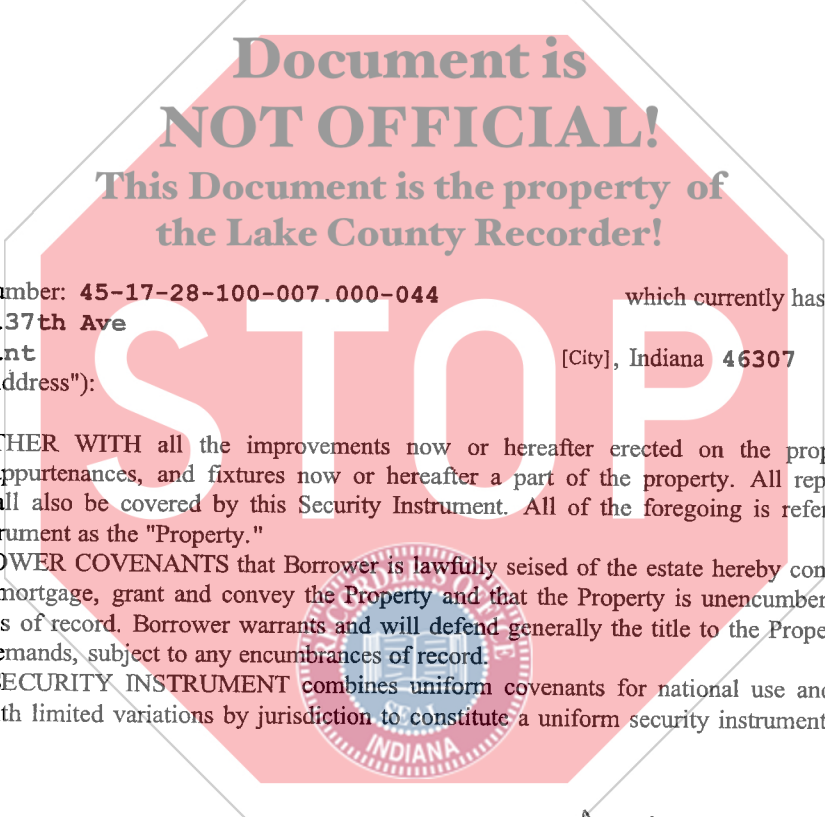 Document is
NOT OFFICIAL!
This Document is the property of
the Lake County Recorder!
umber: 45-17-28-100-007.000-044 which currently has
.37th Ave
.nt [City], Indiana 46307
ddress"):
STOP
THER WITH all the improvements now or hereafter erected on the prop
ppurtenances, and fixtures now or hereafter a part of the property. All rep
all also be covered by this Security Instrument. All of the foregoing is refer
rument as the "Property."
OWER COVENANTS that Borrower is lawfully seised of the estate hereby con
mortgage, grant and convey the Property and that the Property is unencumber
s of record. Borrower warrants and will defend generally the title to the Prope
emands, subject to any encumbrances of record.
SECURITY INSTRUMENT combines uniform covenants for national use and
th limited variations by jurisdiction to constitute a uniform security instrument
RECORDER'S OFFICE
SEAL
INDIANA